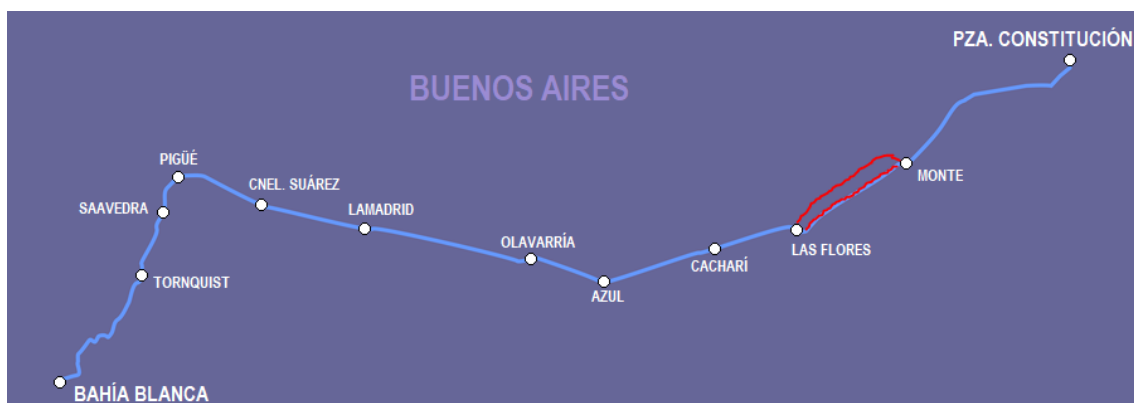 PZA. CONSTITUCIÓN
BUENOS AIRES
PIGÜÉ
CNEL. SUÁREZ
MONTE
SAAVEDRA
LAMADRID
OLAVARRÍA
LAS FLORES
CACHARÍ
TORNQUIST
AZUL
BAHÍA BLANCA